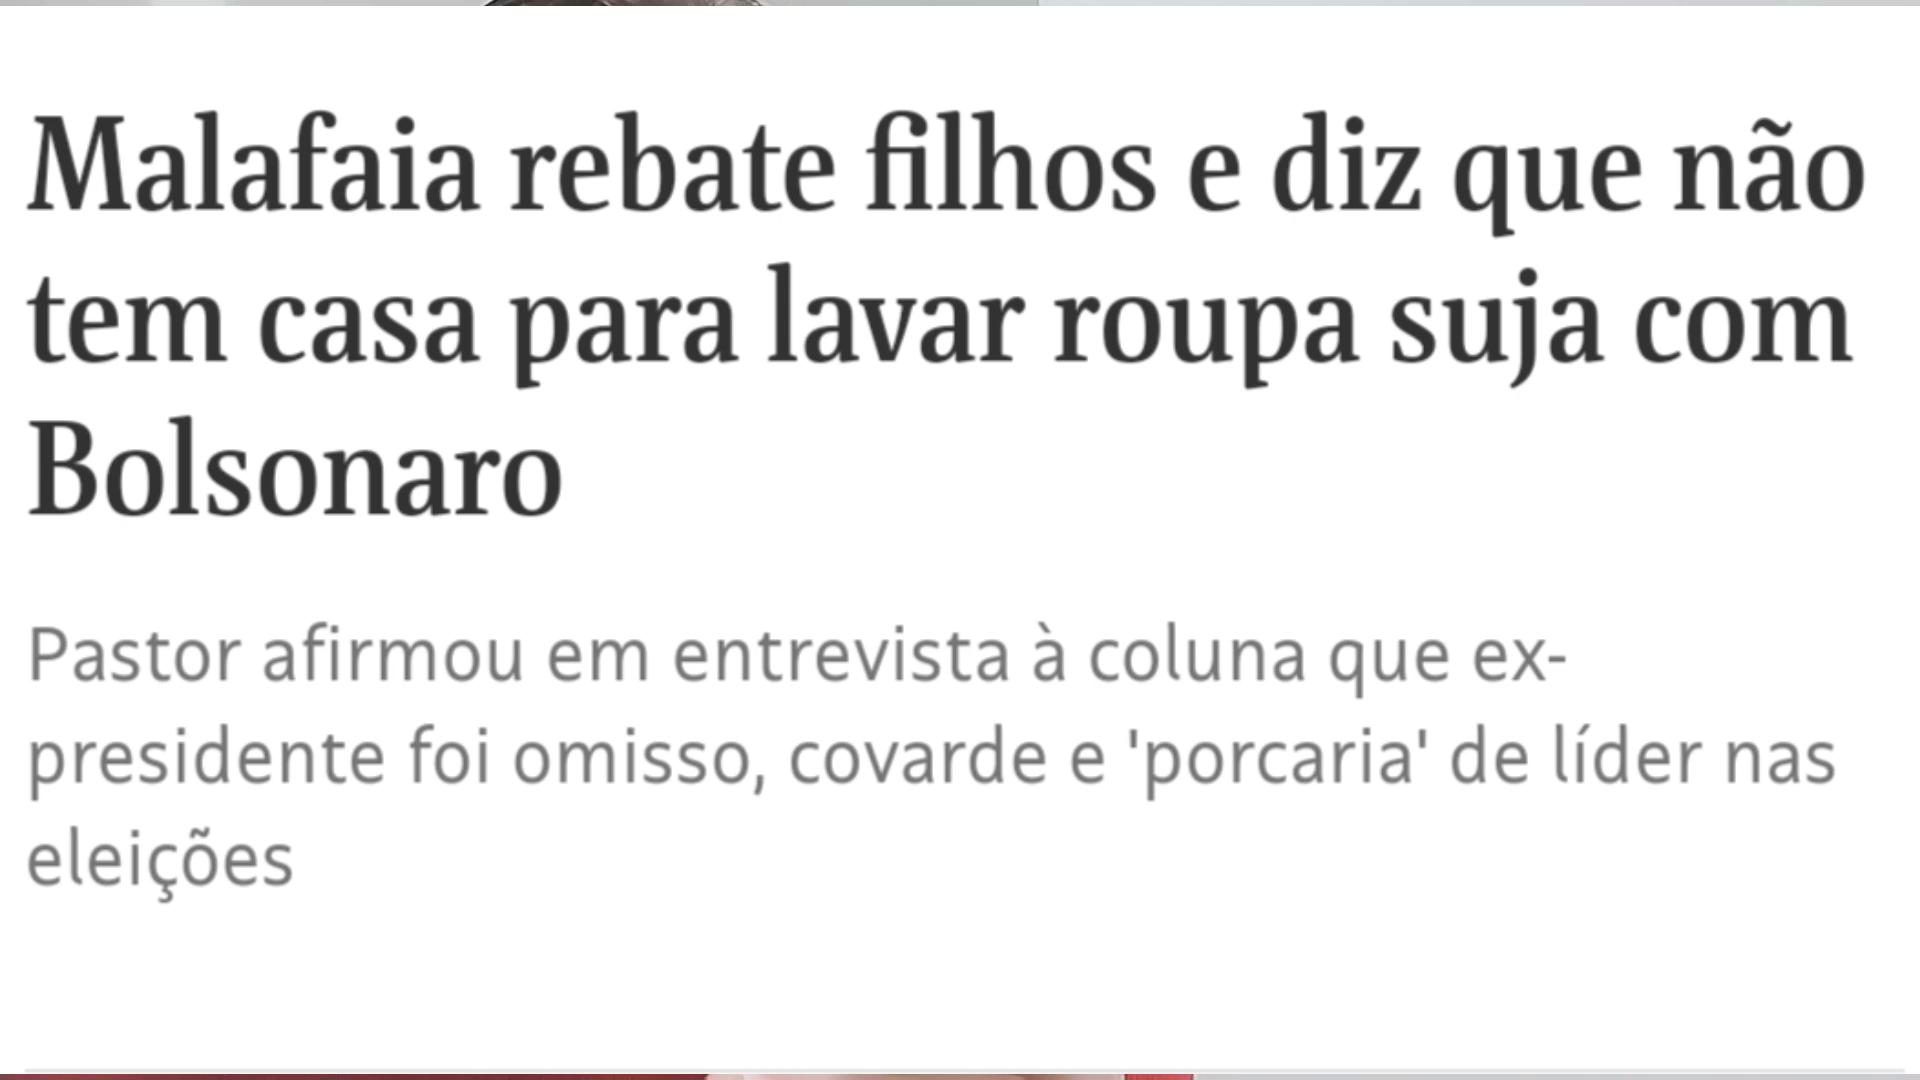 Malafaia rebate filhos e diz que não
tem casa para lavar roupa suja com
Bolsonaro
Pastor afirmou em entrevista à coluna que ex-
presidente foi omisso, covarde e 'porcaria' de líder nas
eleições